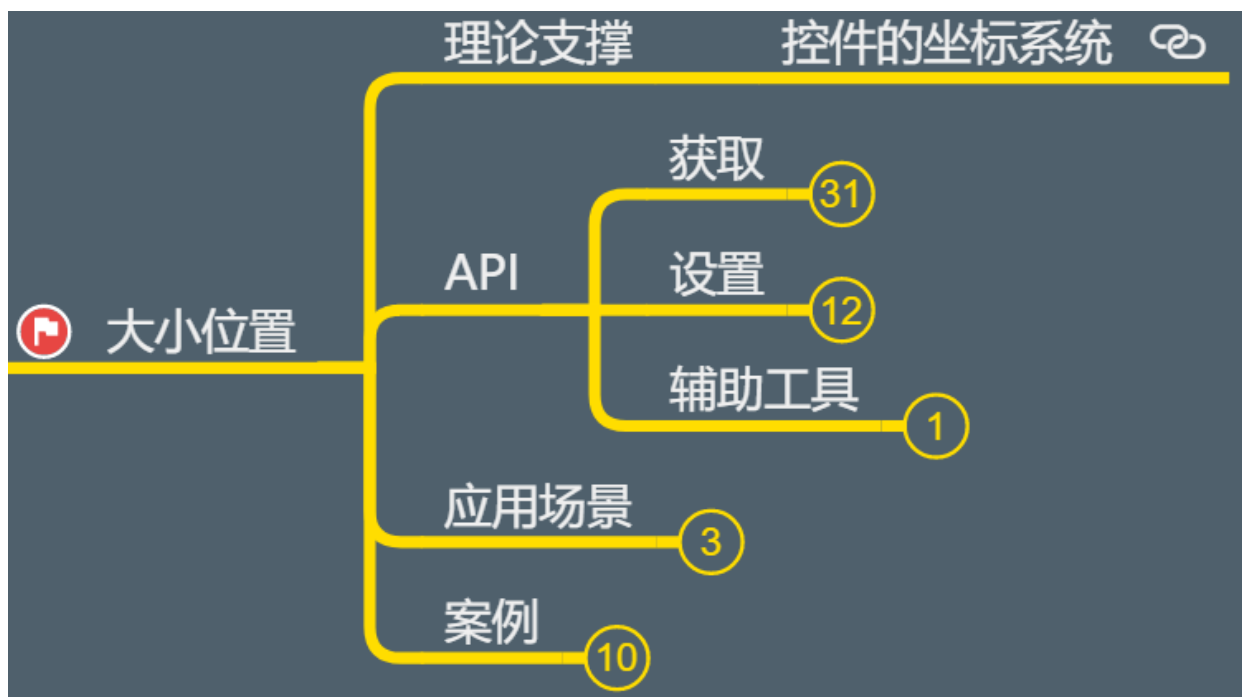 理论支撑 控件的坐标系统
获取 31
API 设置 12
大小位置
辅助工具 1
应用场景 3
案例 10